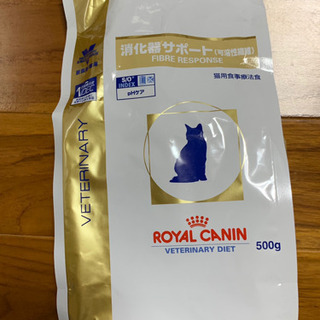 消化器サポート(可溶性繊維)
FIBRE RESPONSE
猫用食事療法食
S/O
INDEX
pHケア
VETERINARY
ROYAL CANIN
VETERINARY DIET
500g